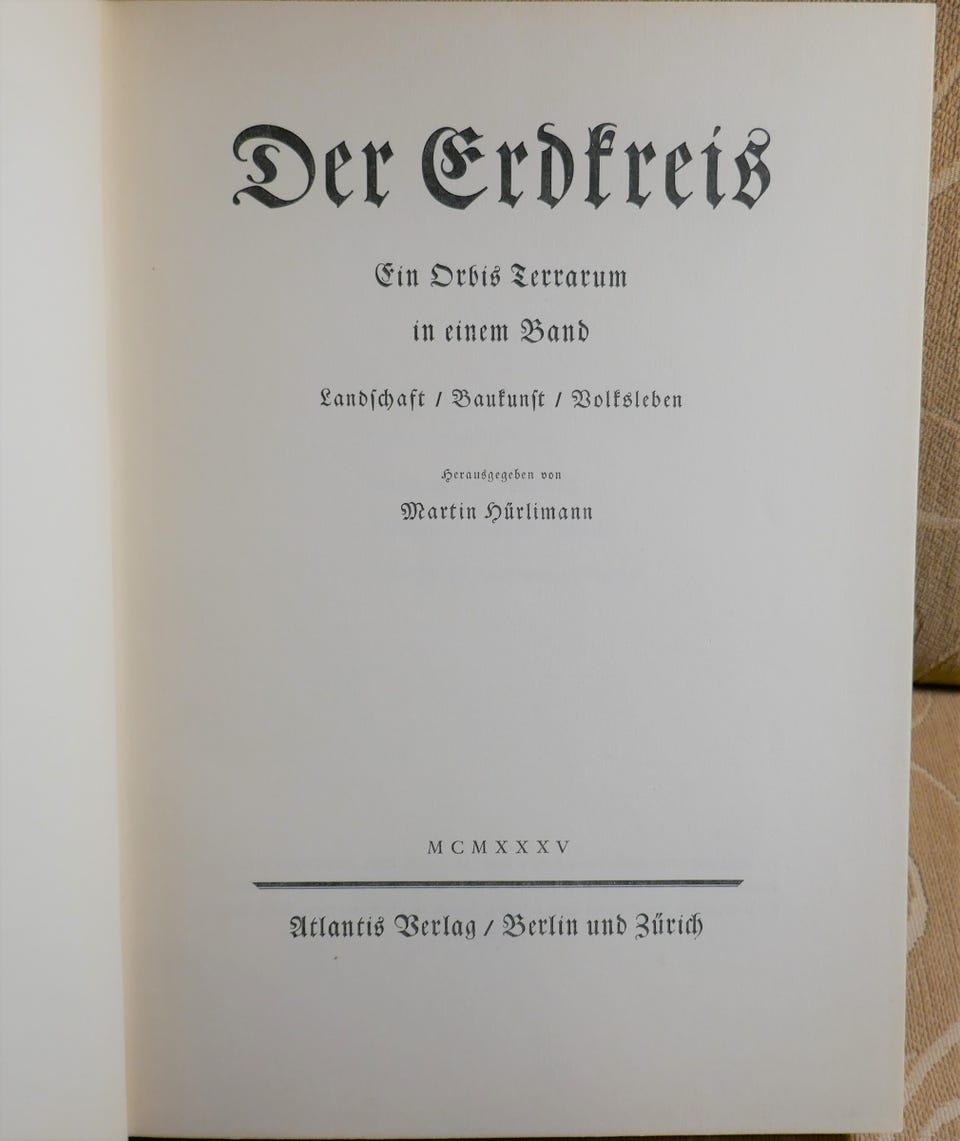 Der Erdkreis
Ein Orbis Terrarum
in einem Band
Landſchaft / Baukunſt / Volksleben
Herausgegeben von
Martin Hürlimann
MCMXXXV
Atlantis Verlag / Berlin und Zürich